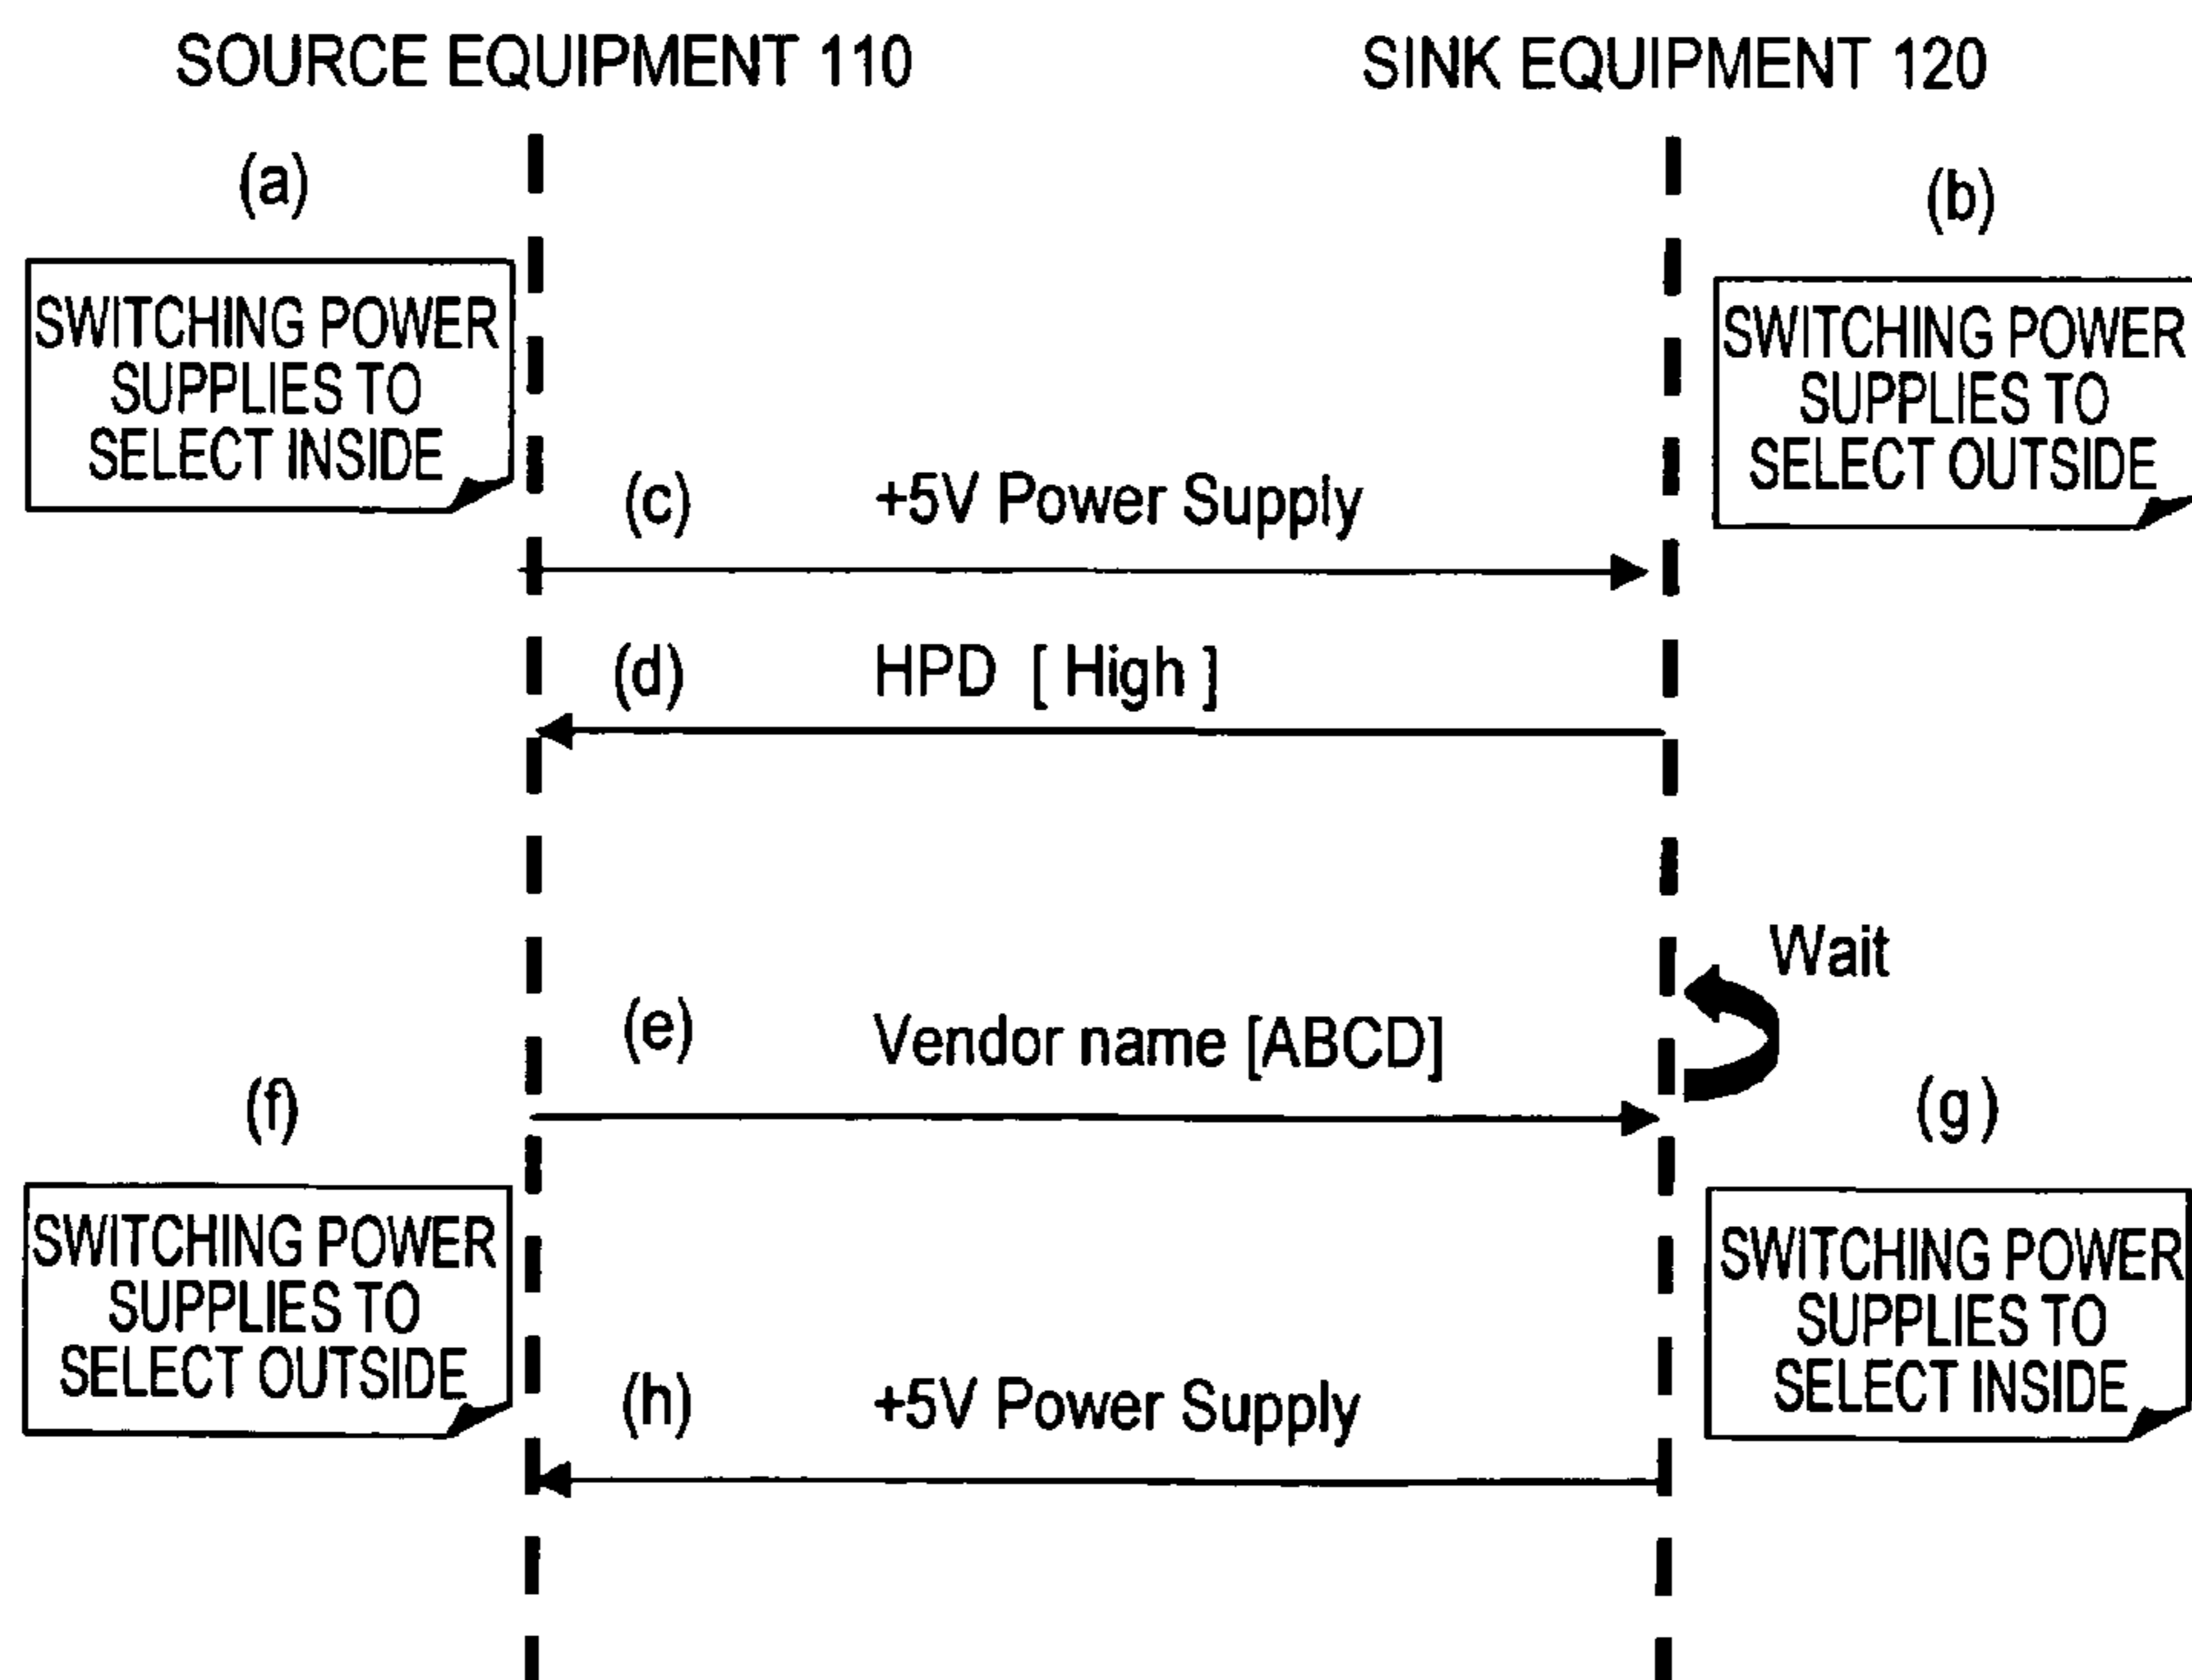 SOURCE EQUIPMENT 110
SINK EQUIPMENT 120
(a)
(b)
SWITCHING POWER
SUPPLIES TO
SELECT INSIDE
SWITCHING POWER
SUPPLIES TO
SELECT OUTSIDE
(c) +5V Power Supply
(d) HPD [ High ]
Wait
(e) Vendor name [ABCD]
(f)
(g)
SWITCHING POWER
SUPPLIES TO
SELECT OUTSIDE
SWITCHING POWER
SUPPLIES TO
SELECT INSIDE
(h) +5V Power Supply